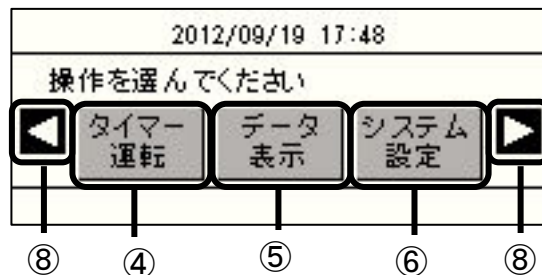 2012/09/19 17:48
操作を選んでください
タイマー 運転
データ 表示
システム 設定
⑧ ④ ⑤ ⑥ ⑧